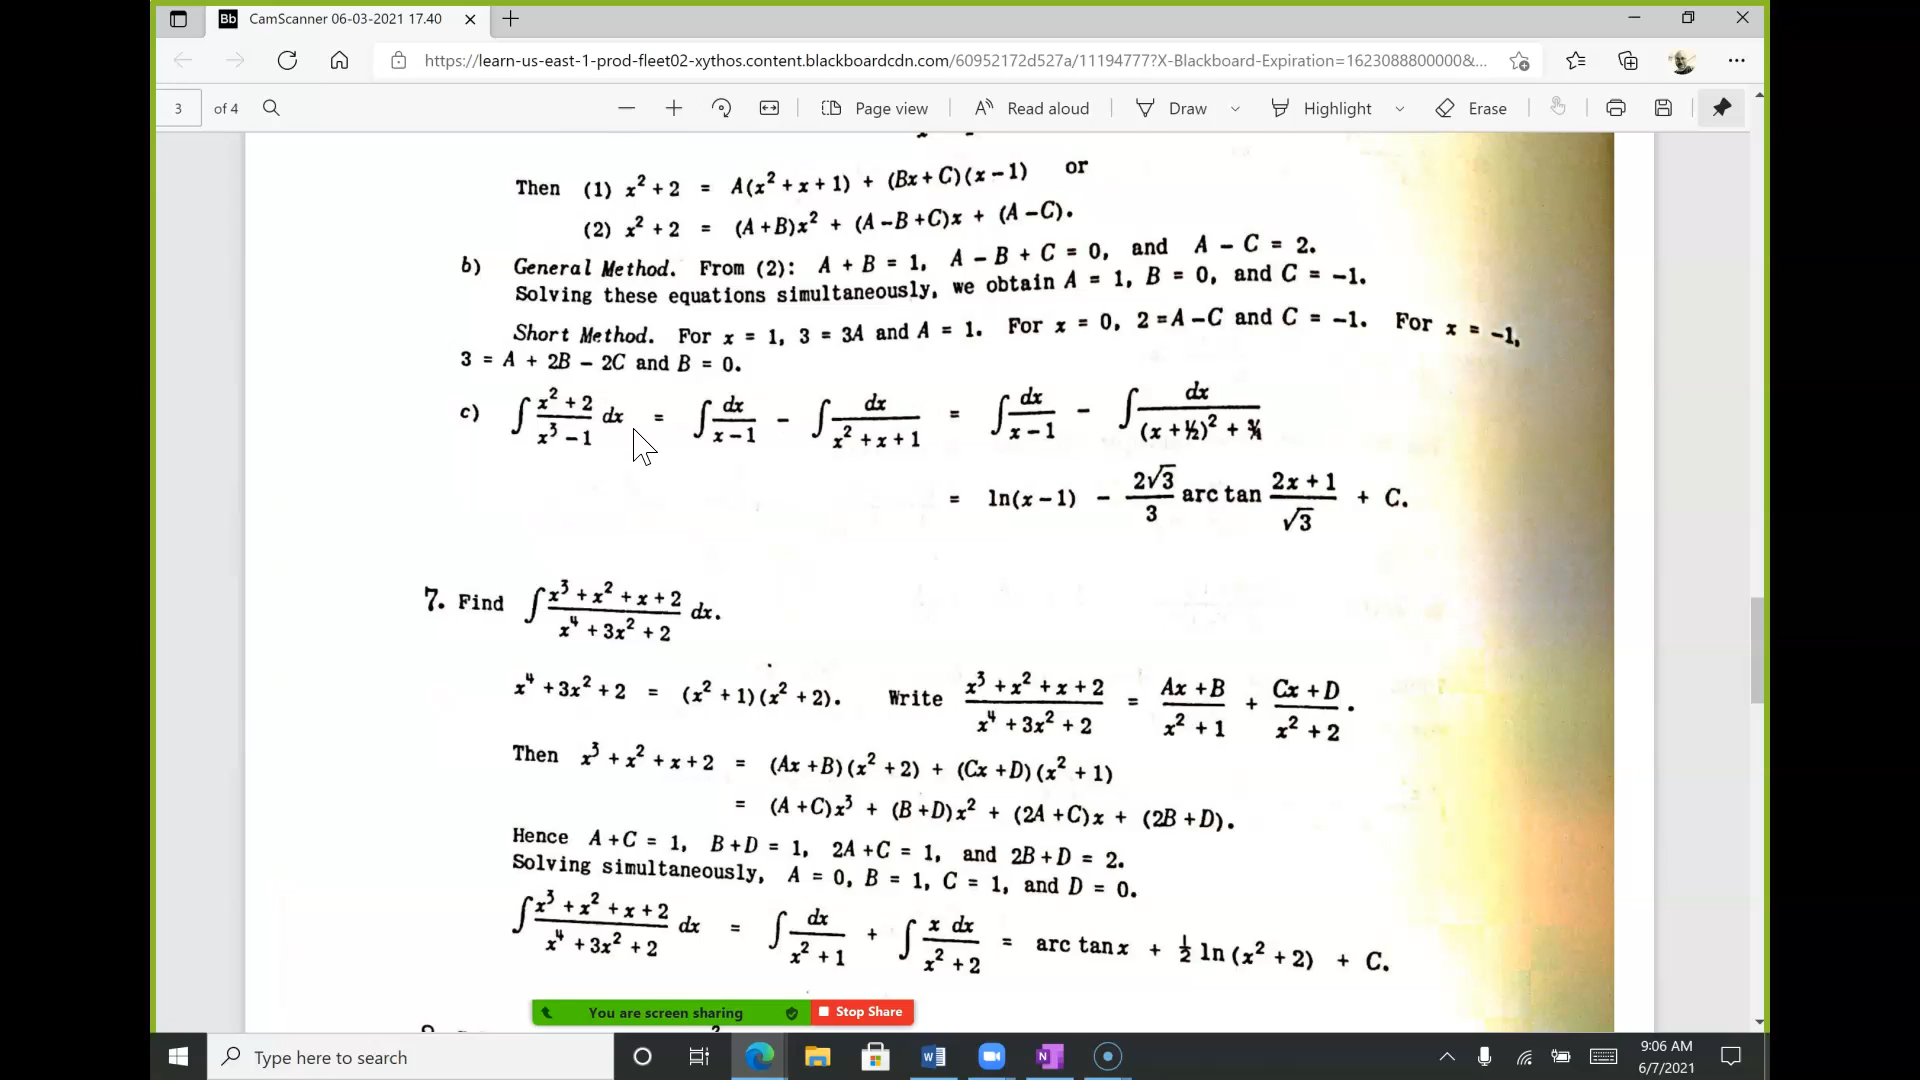 CamScanner 06-03-2021 17.40
https://learn-us-east-1-prod-fleet02-xythos.content.blackboardcdn.com/60952172d527a/11194777?X-Blackboard-Expiration=1623088800000&...
3 of 4 Page view Read aloud Draw Highlight Erase
Then (1) x² + 2 = A(x² + x + 1) + (Bx + C)(x − 1) or
(2) x² + 2 = (A + B)x² + (A − B + C)x + (A − C).
b) General Method. From (2): A + B = 1, A − B + C = 0, and A − C = 2.
Solving these equations simultaneously, we obtain A = 1, B = 0, and C = −1.
Short Method. For x = 1, 3 = 3A and A = 1. For x = 0, 2 = A − C and C = −1. For x = −1,
3 = A + 2B − 2C and B = 0.
c) ∫ (x² + 2)/(x³ − 1) dx = ∫ dx/(x − 1) − ∫ dx/(x² + x + 1) = ∫ dx/(x − 1) − ∫ dx/((x + ½)² + ¾)
= ln(x − 1) − 2√3/3 arc tan (2x + 1)/√3 + C.
7. Find ∫ (x³ + x² + x + 2)/(x⁴ + 3x² + 2) dx.
x⁴ + 3x² + 2 = (x² + 1)(x² + 2). Write (x³ + x² + x + 2)/(x⁴ + 3x² + 2) = (Ax + B)/(x² + 1) + (Cx + D)/(x² + 2).
Then x³ + x² + x + 2 = (Ax + B)(x² + 2) + (Cx + D)(x² + 1)
= (A + C)x³ + (B + D)x² + (2A + C)x + (2B + D).
Hence A + C = 1, B + D = 1, 2A + C = 1, and 2B + D = 2.
Solving simultaneously, A = 0, B = 1, C = 1, and D = 0.
∫ (x³ + x² + x + 2)/(x⁴ + 3x² + 2) dx = ∫ dx/(x² + 1) + ∫ x dx/(x² + 2) = arc tan x + ½ ln (x² + 2) + C.
You are screen sharing Stop Share
Type here to search
9:06 AM
6/7/2021